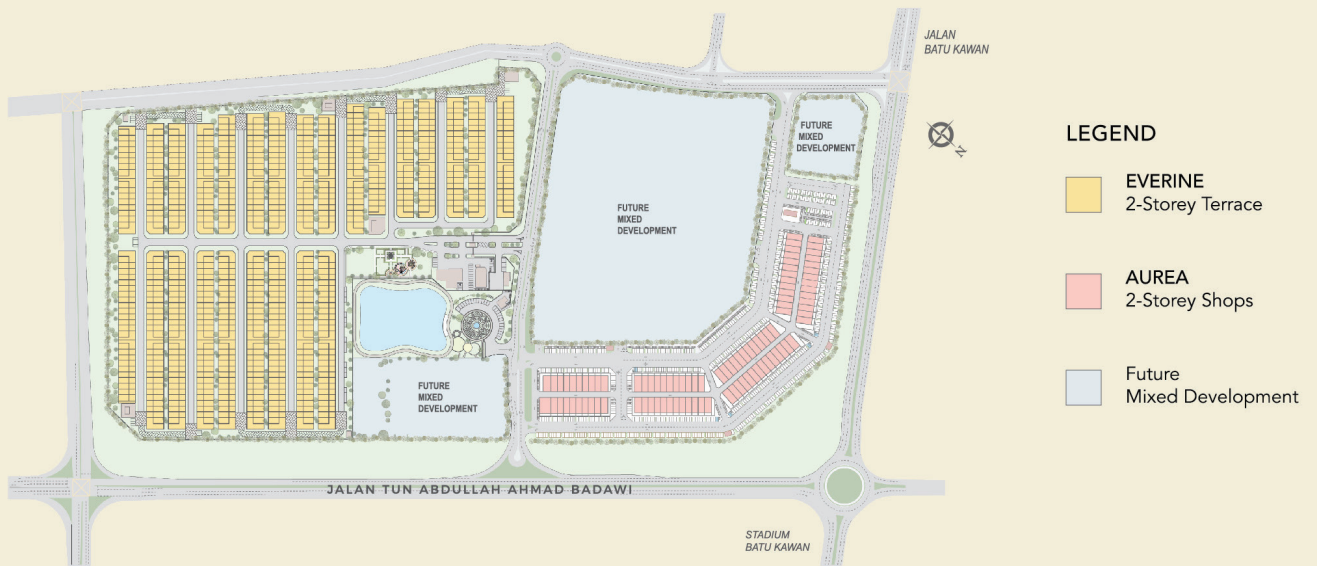 JALAN
BATU KAWAN
N
FUTURE
MIXED
DEVELOPMENT
FUTURE
MIXED
DEVELOPMENT
FUTURE
MIXED
DEVELOPMENT
JALAN TUN ABDULLAH AHMAD BADAWI
STADIUM
BATU KAWAN
LEGEND
EVERINE
2-Storey Terrace
AUREA
2-Storey Shops
Future
Mixed Development